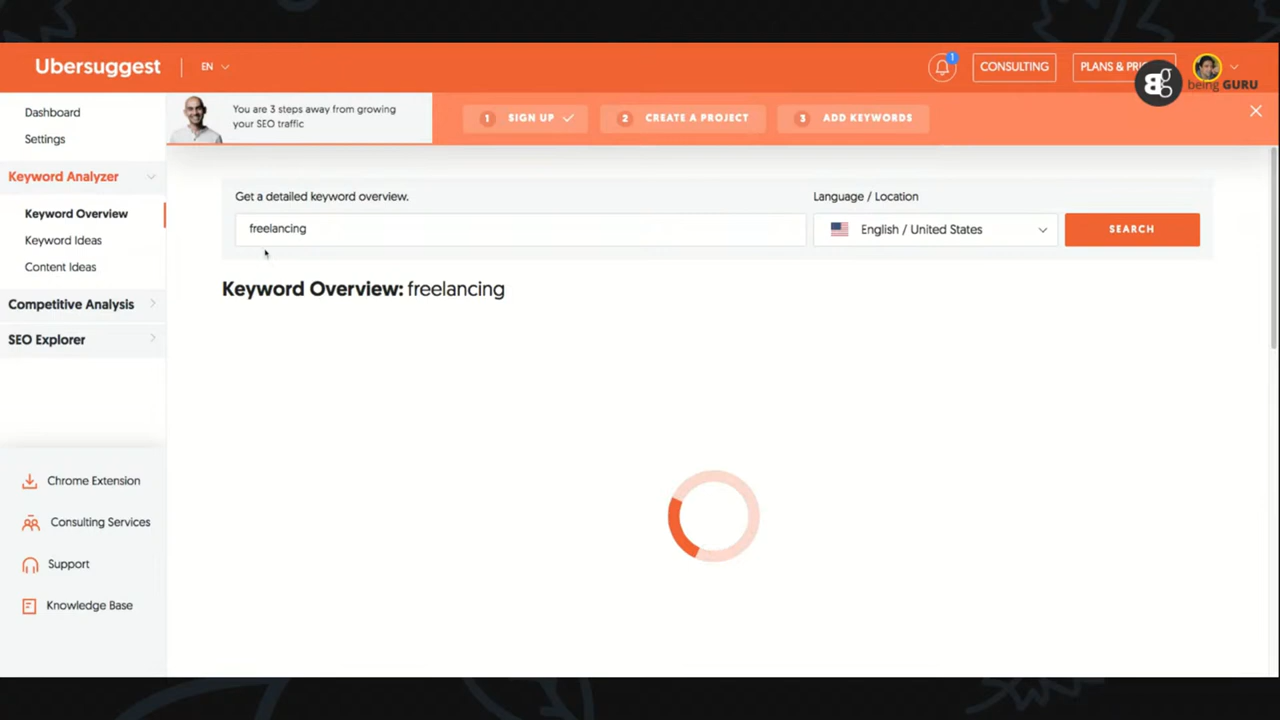 Ubersuggest
EN
1
CONSULTING
PLANS & PRI
bg
being GURU
Dashboard
Settings
Keyword Analyzer
Keyword Overview
Keyword Ideas
Content Ideas
Competitive Analysis
SEO Explorer
Chrome Extension
Consulting Services
Support
Knowledge Base
You are 3 steps away from growing
your SEO traffic
1 SIGN UP
2 CREATE A PROJECT
3 ADD KEYWORDS
Get a detailed keyword overview.
Language / Location
freelancing
English / United States
SEARCH
Keyword Overview: freelancing